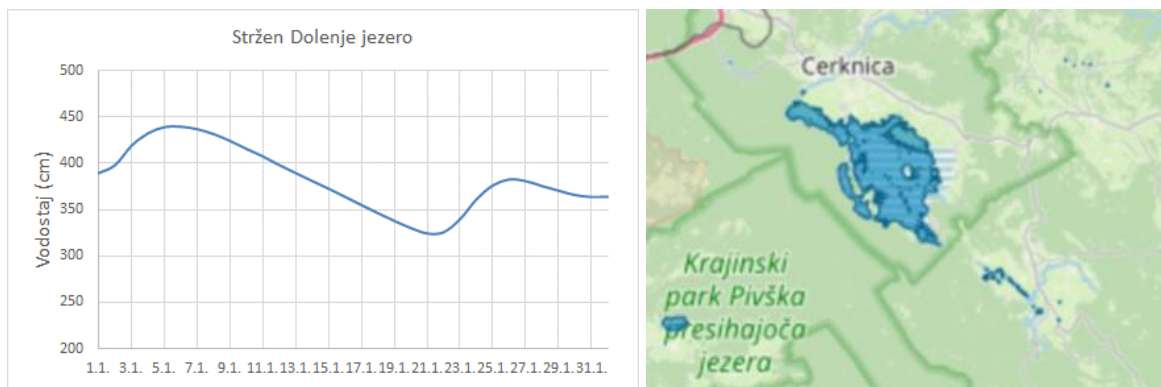 Stržen Dolenje jezero
500
450
400
350
300
250
200
Vodostaj (cm)
1.1. 3.1. 5.1. 7.1. 9.1. 11.1. 13.1. 15.1. 17.1. 19.1. 21.1. 23.1. 25.1. 27.1. 29.1. 31.1.
Cerknica
Krajinski
park Pivška
presihajoča
jezera